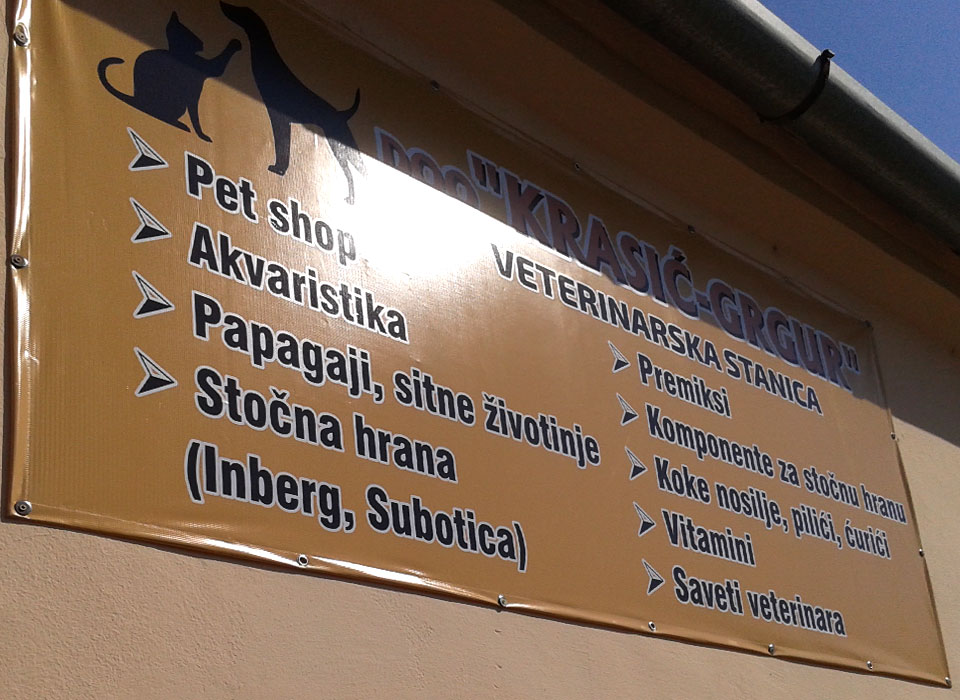 DOO "KRASIĆ-GRGUR"
VETERINARSKA STANICA
Pet shop
Akvaristika
Papagaji, sitne životinje
Stočna hrana
(Inberg, Subotica)
Premiksi
Komponente za stočnu hranu
Koke nosilje, pilići, ćurići
Vitamini
Saveti veterinara